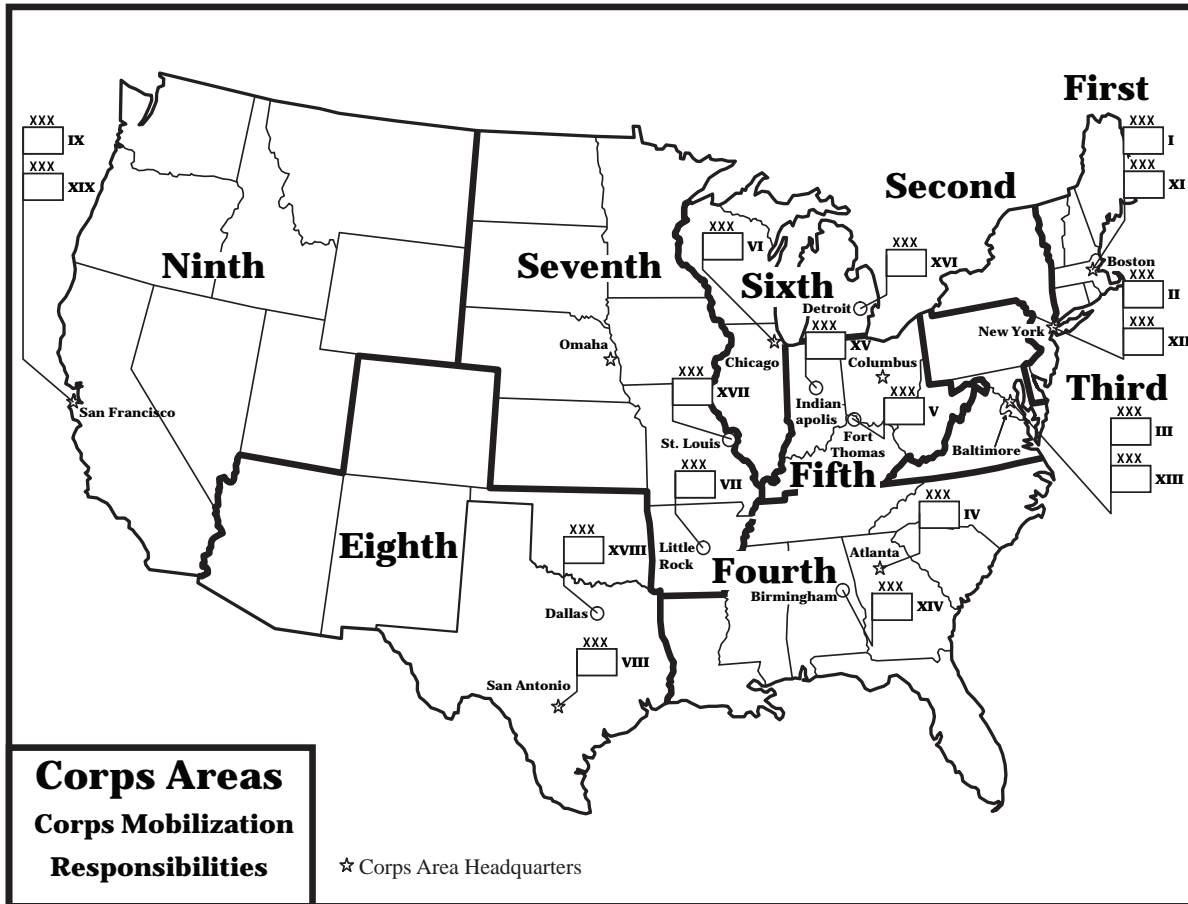 First
XXX
I
XXX
XI
XXX
IX
XXX
XIX
Second
XXX
VI
XXX
XVI
Ninth
Seventh
Sixth
Boston
XXX
II
Detroit
XXX
XII
New York
XXX
XV
Omaha
Chicago
Columbus
Third
XXX
XVII
San Francisco
Indian-
apolis
XXX
V
XXX
III
St. Louis
Fort
Thomas
Baltimore
XXX
XIII
Fifth
XXX
VII
XXX
IV
Eighth
XXX
XVIII
Little
Rock
Atlanta
Fourth
Birmingham
XXX
XIV
Dallas
XXX
VIII
San Antonio
Corps Areas
Corps Mobilization
Responsibilities
Corps Area Headquarters